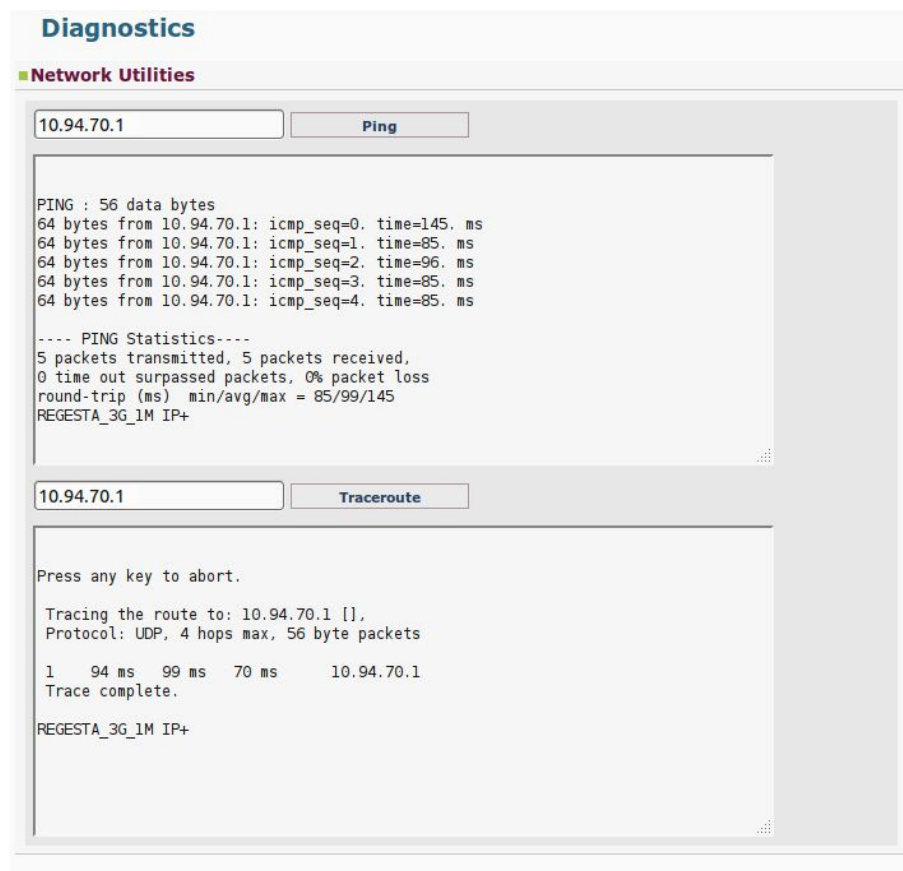 Diagnostics
Network Utilities
10.94.70.1 Ping
PING : 56 data bytes
64 bytes from 10.94.70.1: icmp_seq=0. time=145. ms
64 bytes from 10.94.70.1: icmp_seq=1. time=85. ms
64 bytes from 10.94.70.1: icmp_seq=2. time=96. ms
64 bytes from 10.94.70.1: icmp_seq=3. time=85. ms
64 bytes from 10.94.70.1: icmp_seq=4. time=85. ms
---- PING Statistics----
5 packets transmitted, 5 packets received,
0 time out surpassed packets, 0% packet loss
round-trip (ms)  min/avg/max = 85/99/145
REGESTA_3G_1M IP+
10.94.70.1 Traceroute
Press any key to abort.
Tracing the route to: 10.94.70.1 [],
Protocol: UDP, 4 hops max, 56 byte packets
1    94 ms   99 ms   70 ms      10.94.70.1
Trace complete.
REGESTA_3G_1M IP+